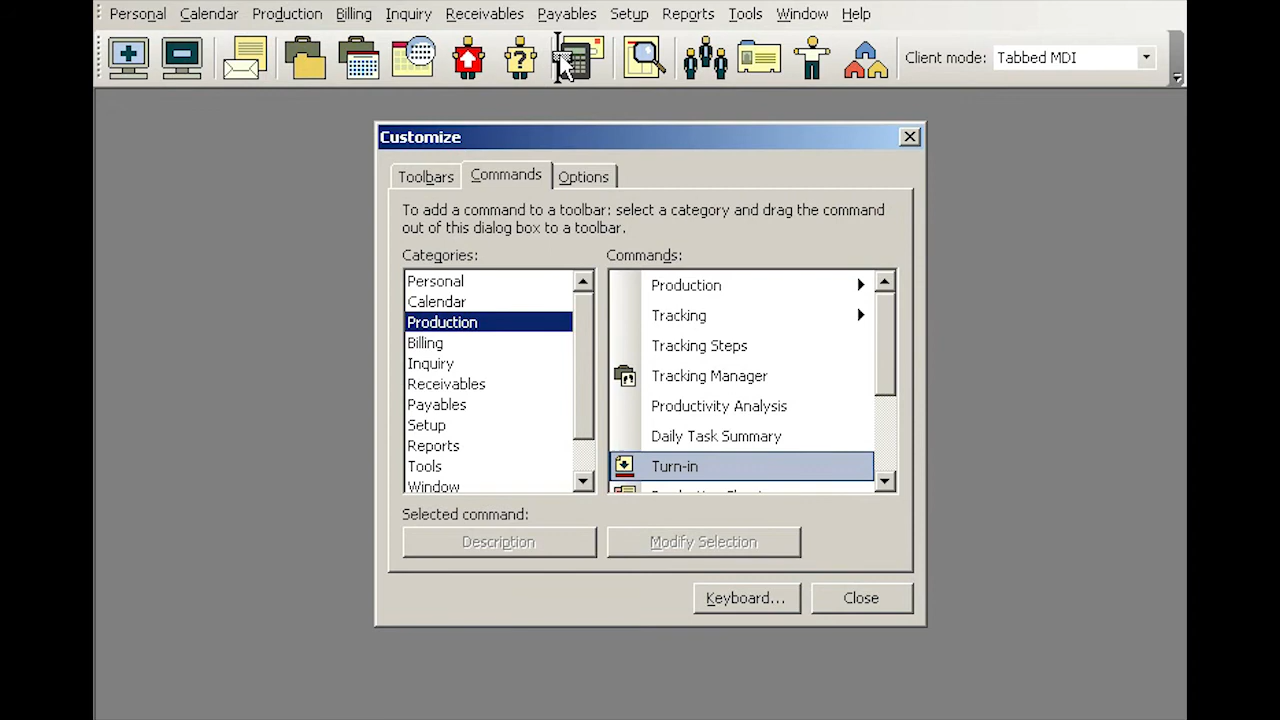 Personal Calendar Production Billing Inquiry Receivables Payables Setup Reports Tools Window Help
? Client mode: Tabbed MDI
Customize
Toolbars Commands Options
To add a command to a toolbar: select a category and drag the command
out of this dialog box to a toolbar.
Categories: Commands:
Personal
Calendar
Production
Billing
Inquiry
Receivables
Payables
Setup
Reports
Tools
Window
Production
Tracking
Tracking Steps
Tracking Manager
Productivity Analysis
Daily Task Summary
Turn-in
Selected command:
Description Modify Selection
Keyboard... Close